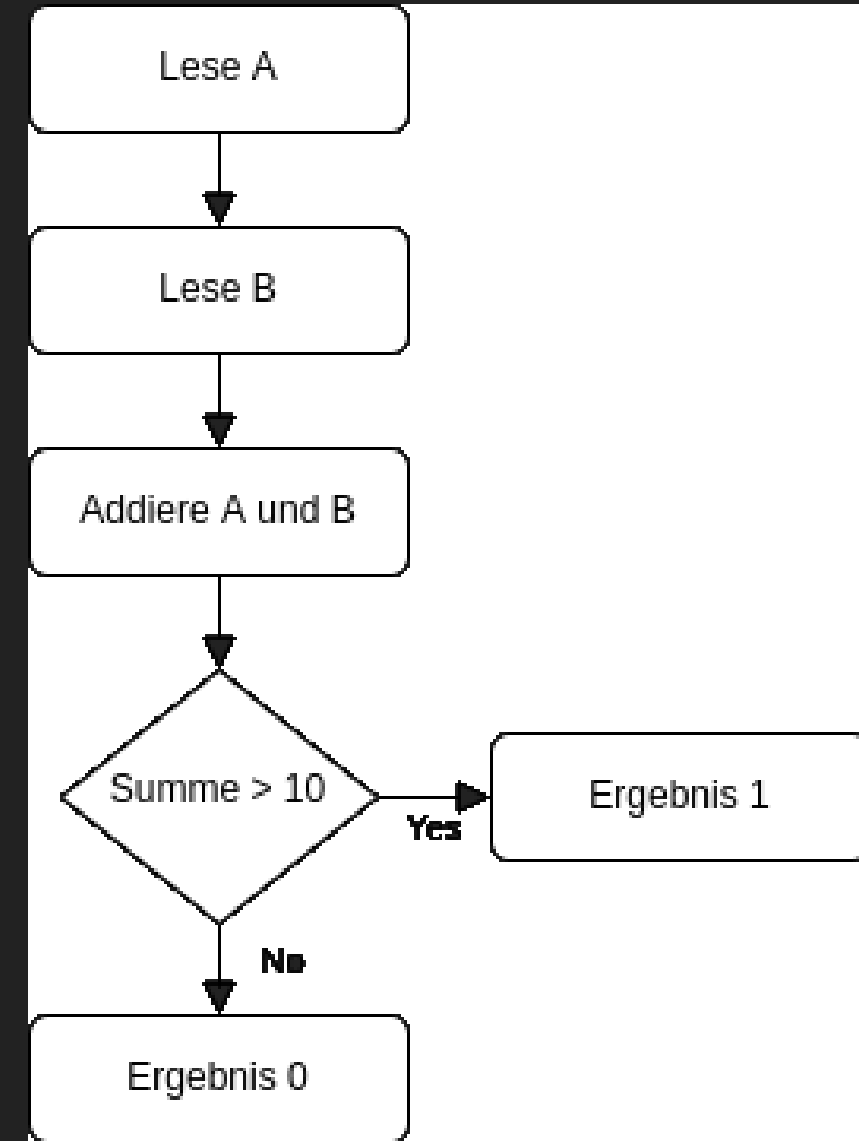 Lese A
Lese B
Addiere A und B
Summe > 10
Yes
Ergebnis 1
No
Ergebnis 0